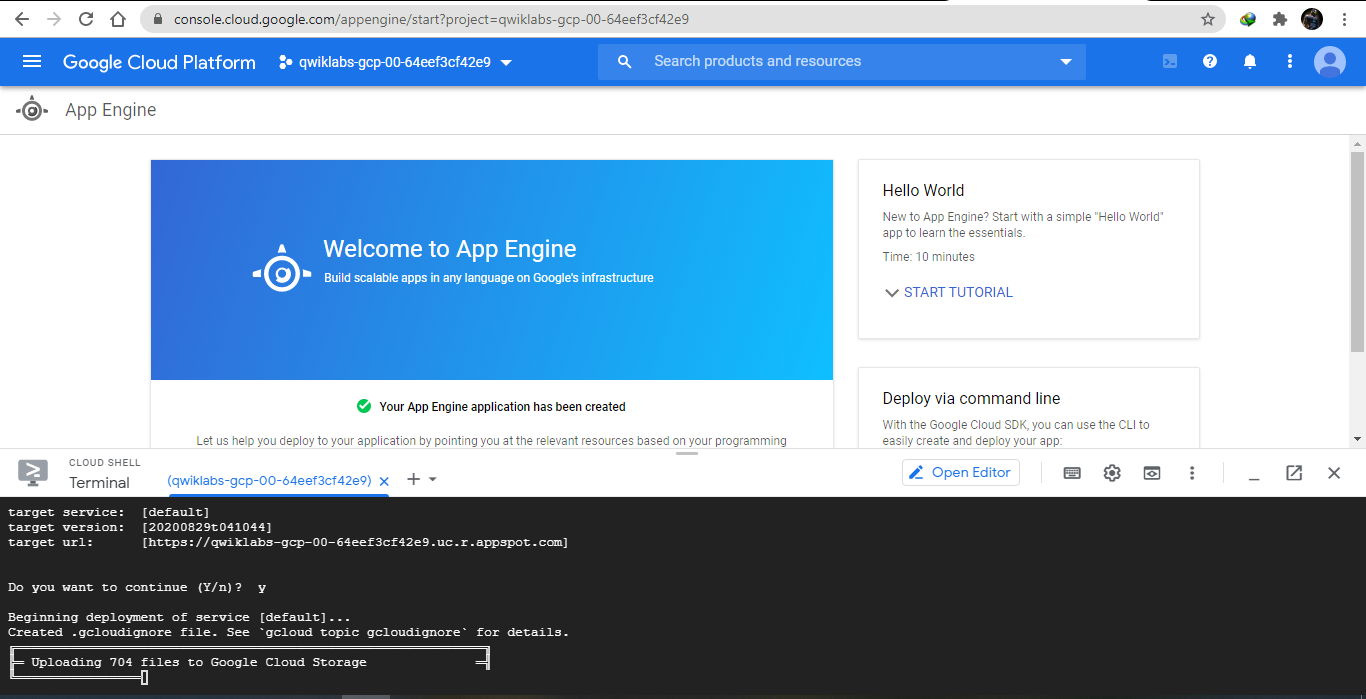 console.cloud.google.com/appengine/start?project=qwiklabs-gcp-00-64eef3cf42e9
Google Cloud Platform
qwiklabs-gcp-00-64eef3cf42e9
Search products and resources
App Engine
Welcome to App Engine
Build scalable apps in any language on Google's infrastructure
Your App Engine application has been created
Let us help you deploy to your application by pointing you at the relevant resources based on your programming
Hello World
New to App Engine? Start with a simple "Hello World"
app to learn the essentials.
Time: 10 minutes
START TUTORIAL
Deploy via command line
With the Google Cloud SDK, you can use the CLI to
easily create and deploy your app:
CLOUD SHELL
Terminal
(qwiklabs-gcp-00-64eef3cf42e9)
Open Editor
target service: [default]
target version: [20200829t041044]
target url: [https://qwiklabs-gcp-00-64eef3cf42e9.uc.r.appspot.com]
Do you want to continue (Y/n)? y
Beginning deployment of service [default]...
Created .gcloudignore file. See `gcloud topic gcloudignore` for details.
Uploading 704 files to Google Cloud Storage